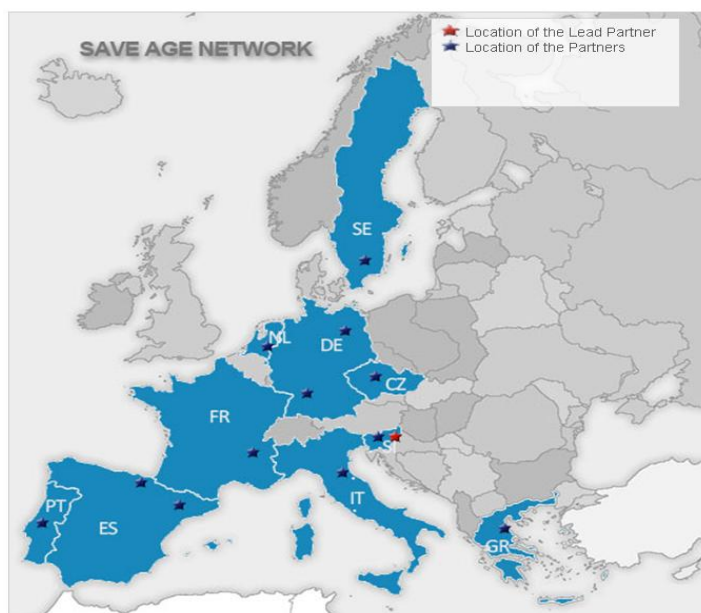 SAVE AGE NETWORK
Location of the Lead Partner
Location of the Partners
SE
NL
DE
CZ
FR
SI
IT
PT
ES
GR